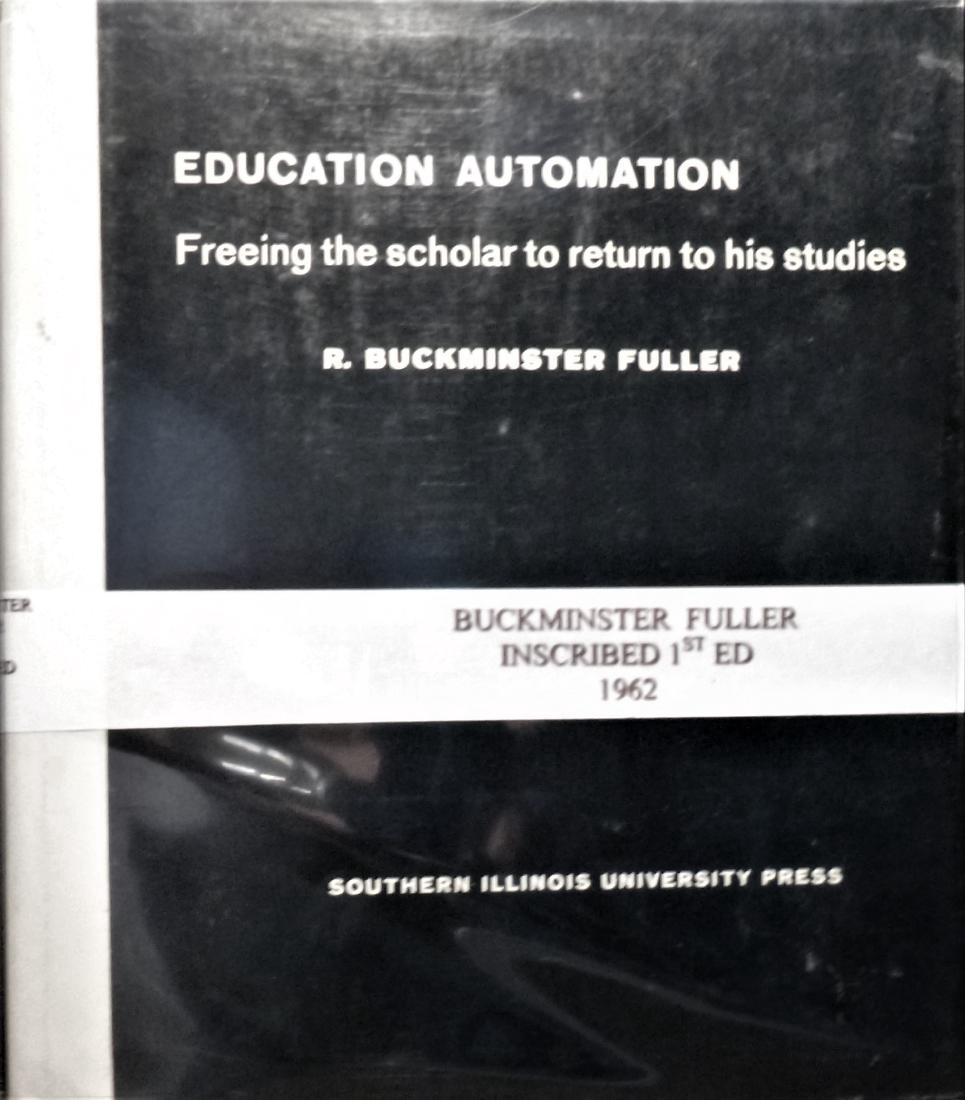 EDUCATION AUTOMATION
Freeing the scholar to return to his studies
R. BUCKMINSTER FULLER
TER
D
BUCKMINSTER FULLER
INSCRIBED 1ST ED
1962
SOUTHERN ILLINOIS UNIVERSITY PRESS